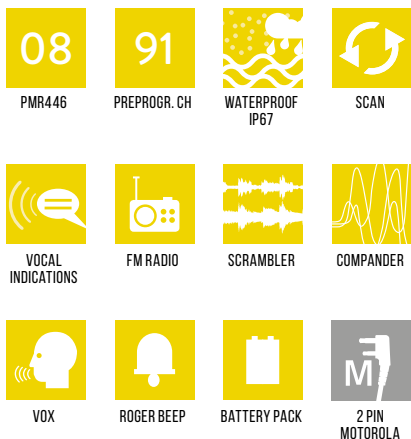 08
91
PMR446
PREPROGR. CH
WATERPROOF
IP67
SCAN
VOCAL
INDICATIONS
FM RADIO
SCRAMBLER
COMPANDER
M
VOX
ROGER BEEP
BATTERY PACK
2 PIN
MOTOROLA